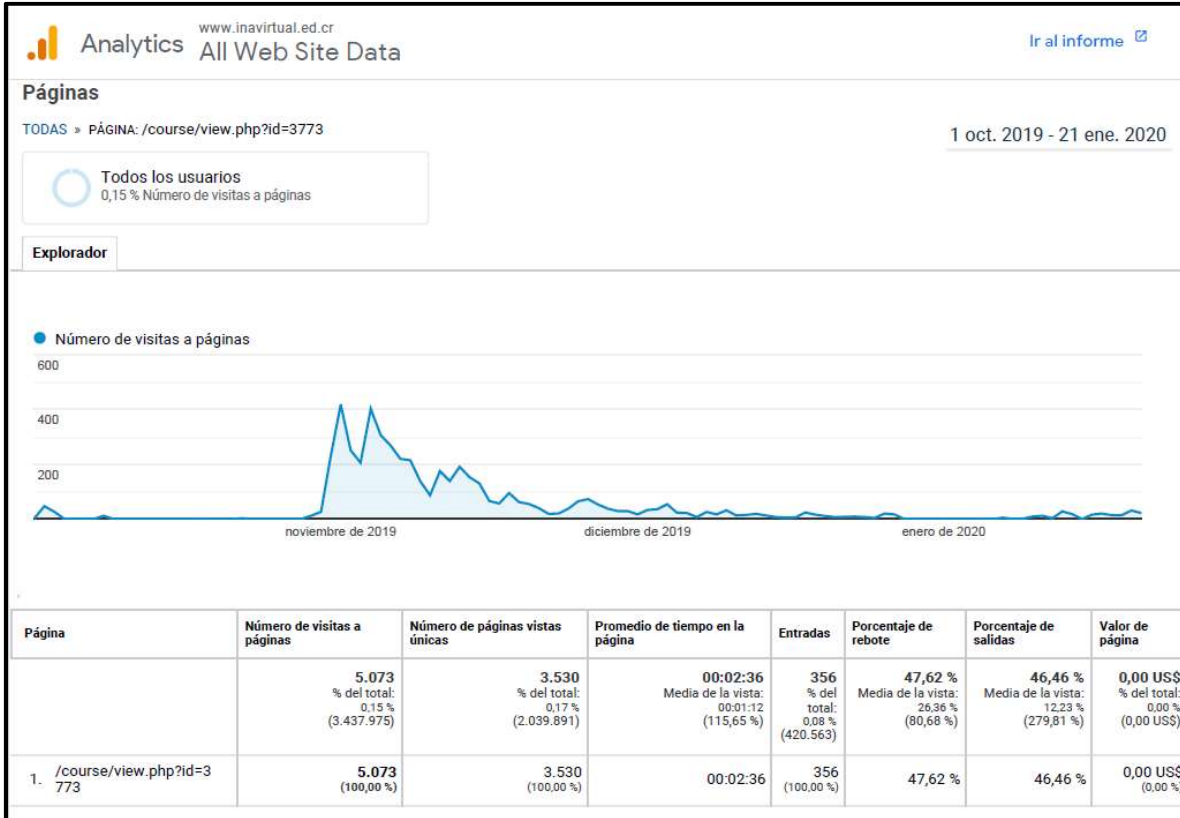 Analytics
www.inavirtual.ed.cr
All Web Site Data
Ir al informe
Páginas
TODAS » PÁGINA: /course/view.php?id=3773
1 oct. 2019 - 21 ene. 2020
Todos los usuarios
0,15 % Número de visitas a páginas
Explorador
Número de visitas a páginas
600
400
200
noviembre de 2019
diciembre de 2019
enero de 2020
Página
Número de visitas a
páginas
Número de páginas vistas
únicas
Promedio de tiempo en la
página
Entradas
Porcentaje de
rebote
Porcentaje de
salidas
Valor de
página
5.073
% del total:
0,15 %
(3.437.975)
3.530
% del total:
0,17 %
(2.039.891)
00:02:36
Media de la vista:
00:01:12
(115,65 %)
356
% del
total:
0,08 %
(420.563)
47,62 %
Media de la vista:
26,36 %
(80,68 %)
46,46 %
Media de la vista:
12,23 %
(279,81 %)
0,00 US$
% del total:
0,00 %
(0,00 US$)
1.
/course/view.php?id=3
773
5.073
(100,00 %)
3.530
(100,00 %)
00:02:36
356
(100,00 %)
47,62 %
46,46 %
0,00 US$
(0,00 %)